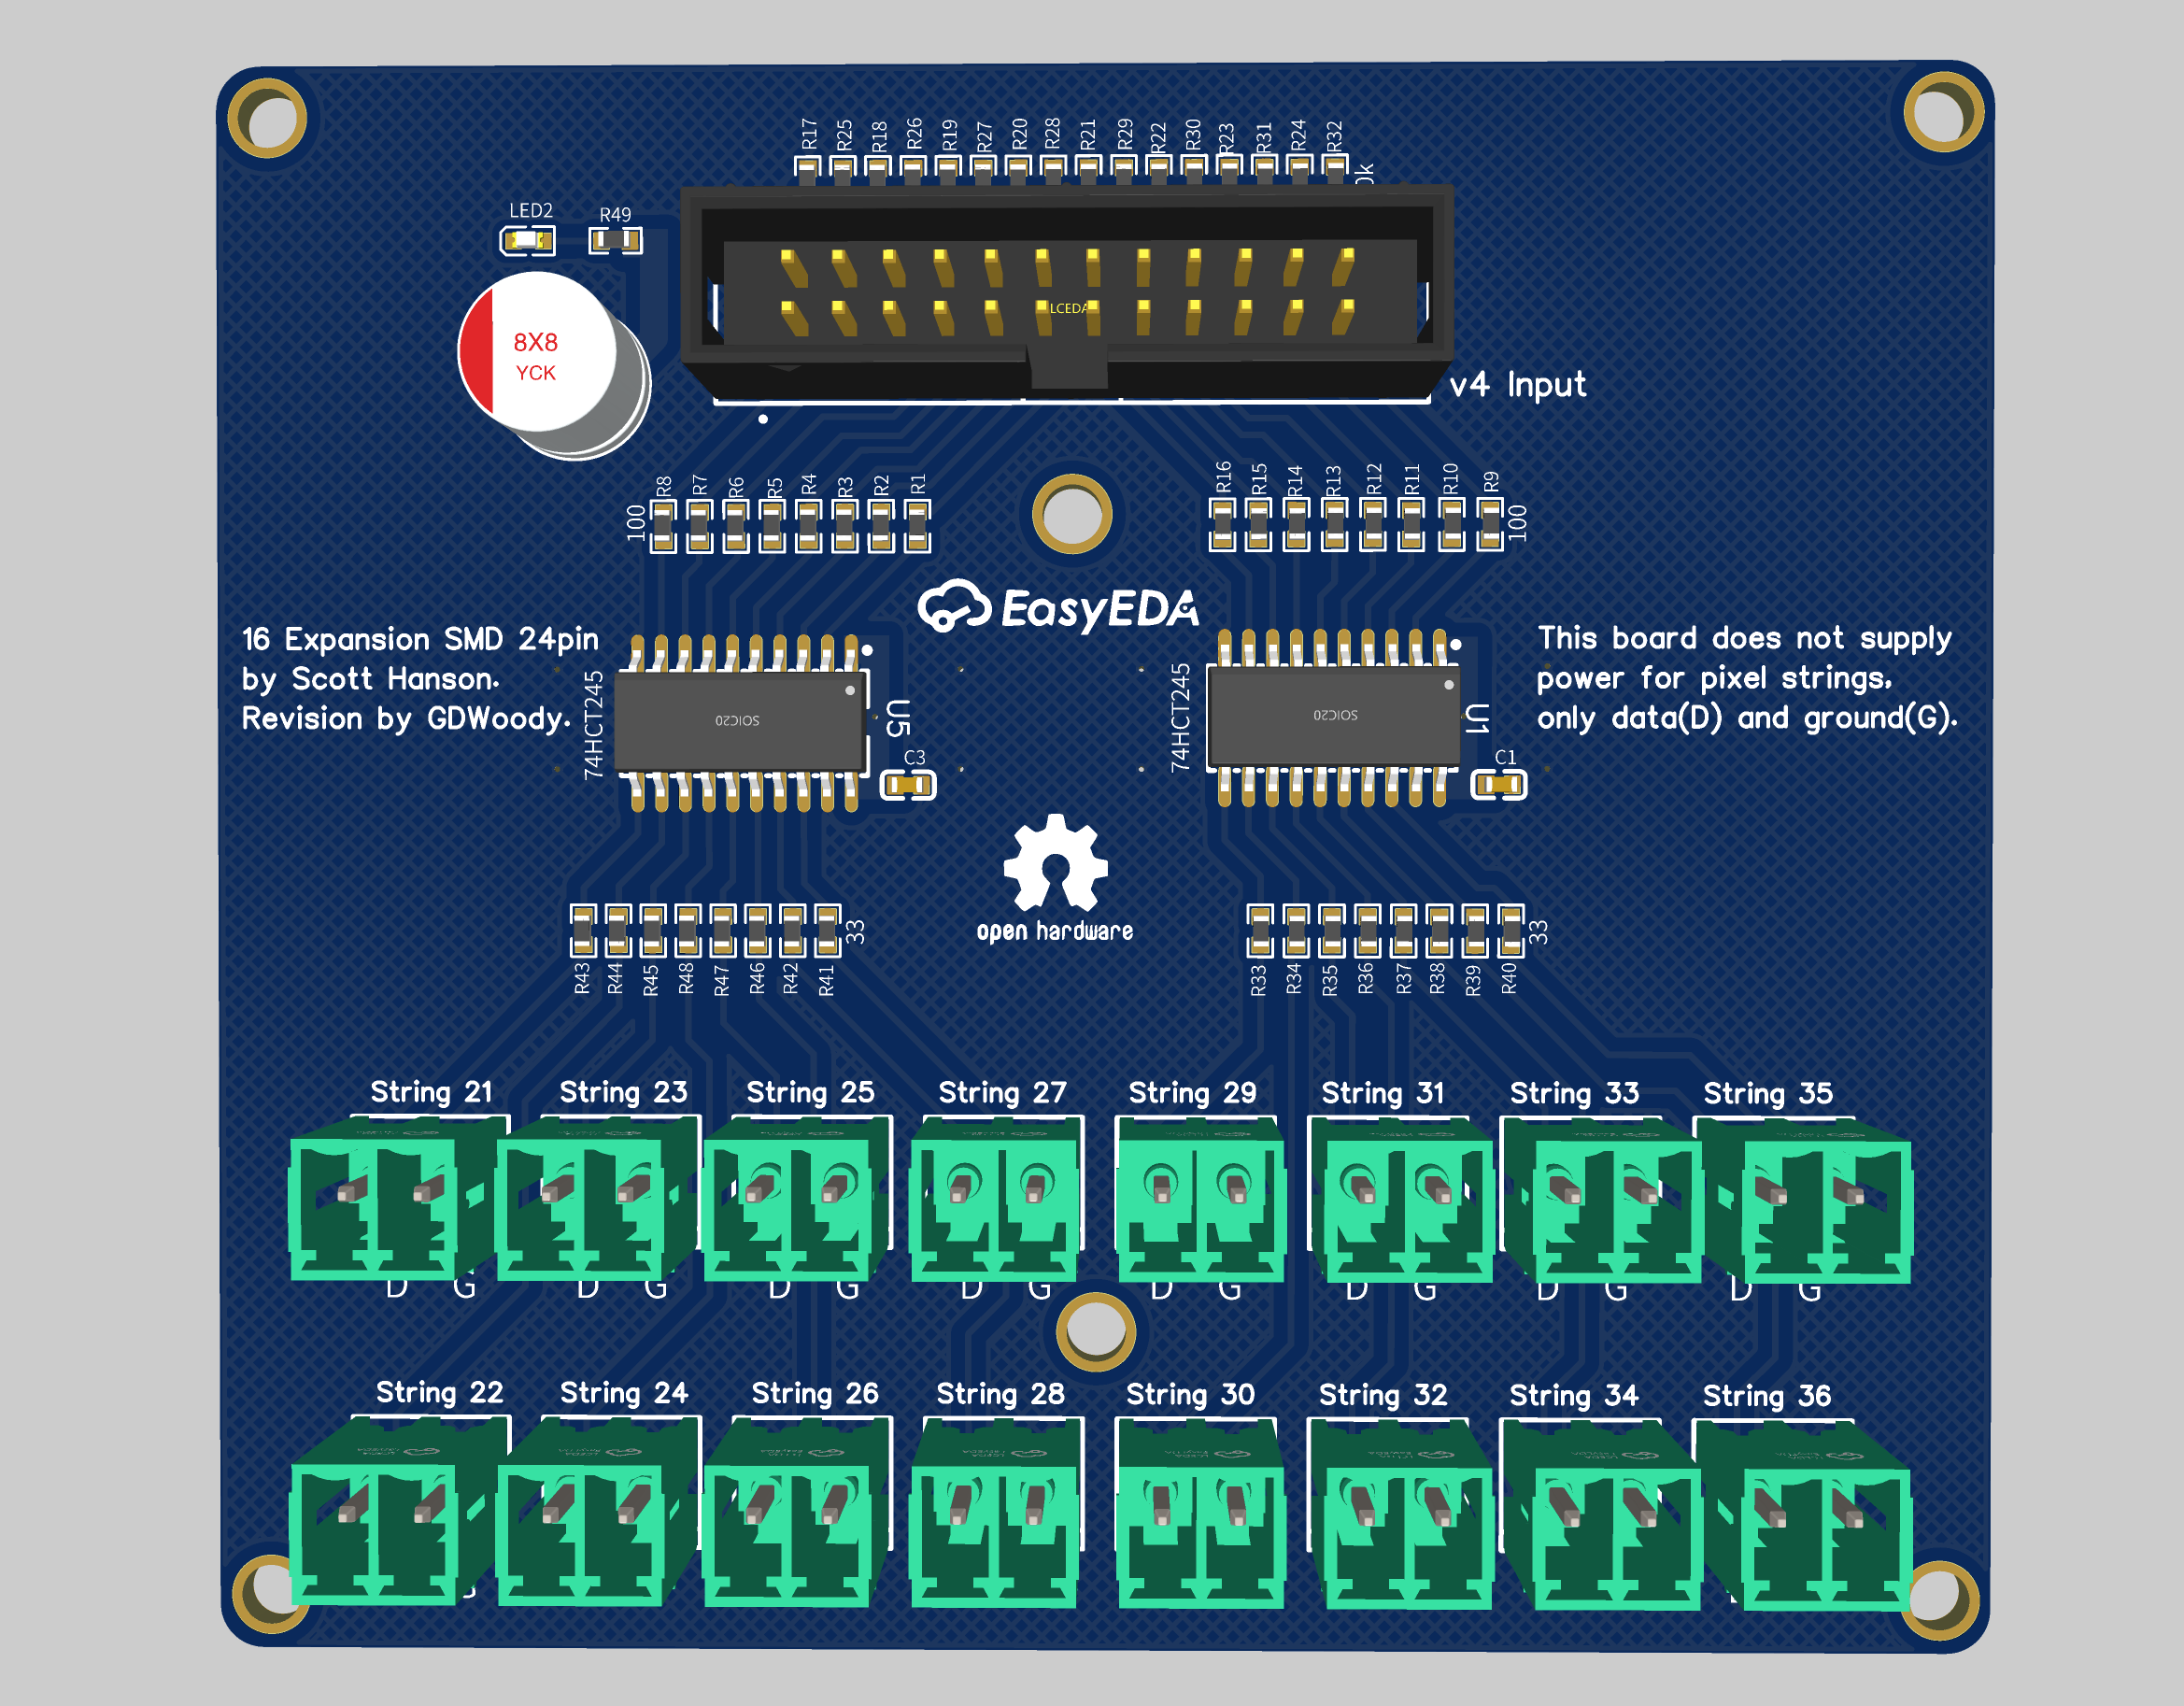 R17 R25 R18 R26 R19 R27 R20 R28 R21 R29 R22 R30 R23 R31 R24 R32
LED2 R49
8X8
YCK
LCEDA
v4 Input
100 R8 R7 R6 R5 R4 R3 R2 R1
R16 R15 R14 R13 R12 R11 R10 R9 100
EasyEDA
16 Expansion SMD 24pin
by Scott Hanson.
Revision by GDWoody.
This board does not supply
power for pixel strings,
only data(D) and ground(G).
74HCT245 SOIC20 U5 C3
74HCT245 SOIC20 U1 C1
open hardware
R43 R44 R45 R48 R47 R46 R42 R41 33
R33 R34 R35 R36 R37 R38 R39 R40 33
String 21 String 23 String 25 String 27 String 29 String 31 String 33 String 35
D G D G D G D G D G D G D G D G
String 22 String 24 String 26 String 28 String 30 String 32 String 34 String 36